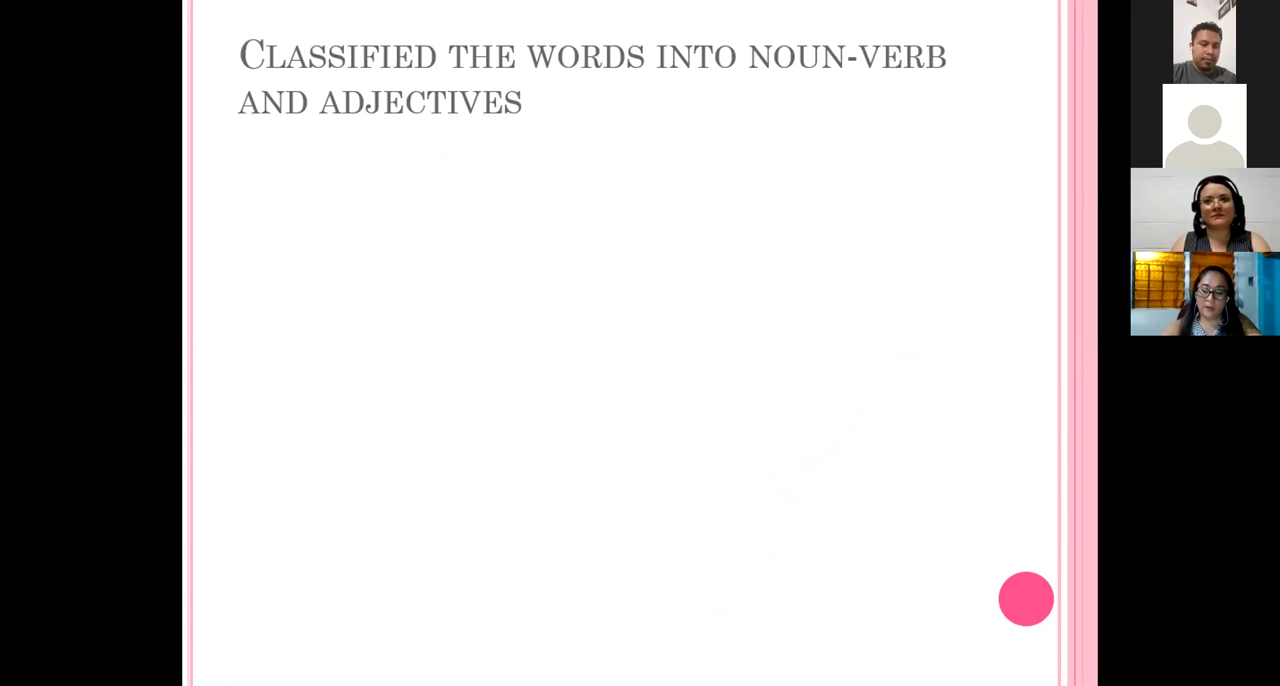 Classified the words into noun-verb
and adjectives